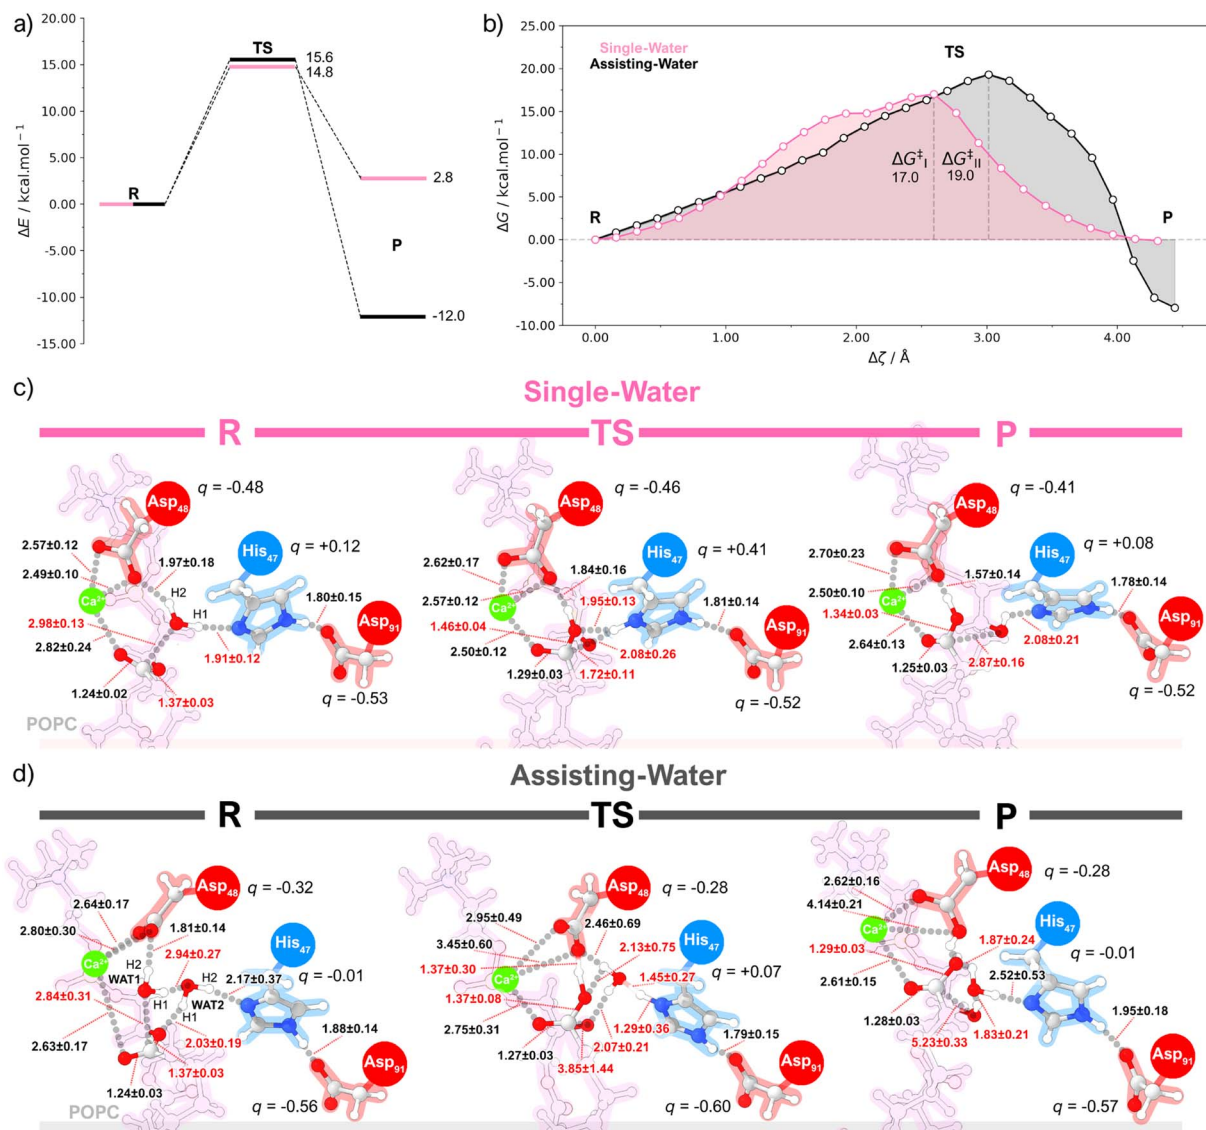 a)
20.00
15.00
10.00
5.00
0.00
-5.00
-10.00
-15.00
ΔE / kcal.mol⁻¹
R
TS
15.6
14.8
2.8
P
-12.0
b)
25.00
20.00
15.00
10.00
5.00
0.00
-5.00
-10.00
ΔG / kcal.mol⁻¹
Single-Water
Assisting-Water
TS
ΔG‡I
17.0
ΔG‡II
19.0
R
P
0.00 1.00 2.00 3.00 4.00
Δζ / Å
c)
Single-Water
R
TS
P
Asp48
q = -0.48
2.57±0.12
1.97±0.18
His47
q = +0.12
2.49±0.10
H2
Ca2+
H1
1.80±0.15
2.98±0.13
Asp91
2.82±0.24
1.91±0.12
1.24±0.02
1.37±0.03
q = -0.53
POPC
Asp48
q = -0.46
2.62±0.17
1.84±0.16
His47
q = +0.41
2.57±0.12
1.95±0.13
Ca2+
1.81±0.14
1.46±0.04
Asp91
2.50±0.12
2.08±0.26
1.29±0.03
1.72±0.11
q = -0.52
Asp48
q = -0.41
2.70±0.23
His47
q = +0.08
2.50±0.10
1.57±0.14
1.78±0.14
1.34±0.03
Ca2+
Asp91
2.64±0.13
2.08±0.21
1.25±0.03
2.87±0.16
q = -0.52
d)
Assisting-Water
R
TS
P
Asp48
q = -0.32
2.64±0.17
2.80±0.30
1.81±0.14
His47
2.94±0.27
Ca2+
H2
q = -0.01
WAT1
H2
2.17±0.37
2.84±0.31
H1
WAT2
H1
1.88±0.14
2.63±0.17
2.03±0.19
Asp91
1.37±0.03
1.24±0.03
q = -0.56
POPC
Asp48
q = -0.28
2.95±0.49
2.46±0.69
3.45±0.60
His47
2.13±0.75
1.37±0.30
Ca2+
1.45±0.27
q = +0.07
1.37±0.08
2.75±0.31
1.29±0.36
1.79±0.15
1.27±0.03
2.07±0.21
Asp91
3.85±1.44
q = -0.60
Asp48
q = -0.28
2.62±0.16
4.14±0.21
His47
Ca2+
1.29±0.03
1.87±0.24
q = -0.01
2.61±0.15
2.52±0.53
1.28±0.03
1.95±0.18
5.23±0.33
1.83±0.21
Asp91
q = -0.57